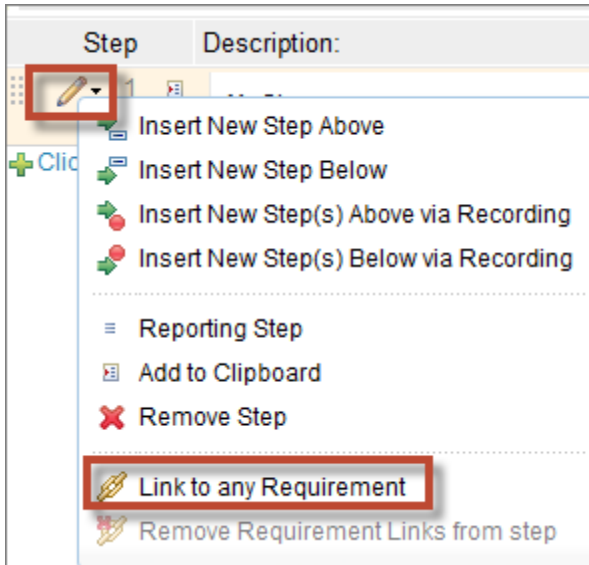 Step Description:
1
Insert New Step Above
Clic Insert New Step Below
Insert New Step(s) Above via Recording
Insert New Step(s) Below via Recording
Reporting Step
Add to Clipboard
Remove Step
Link to any Requirement
Remove Requirement Links from step